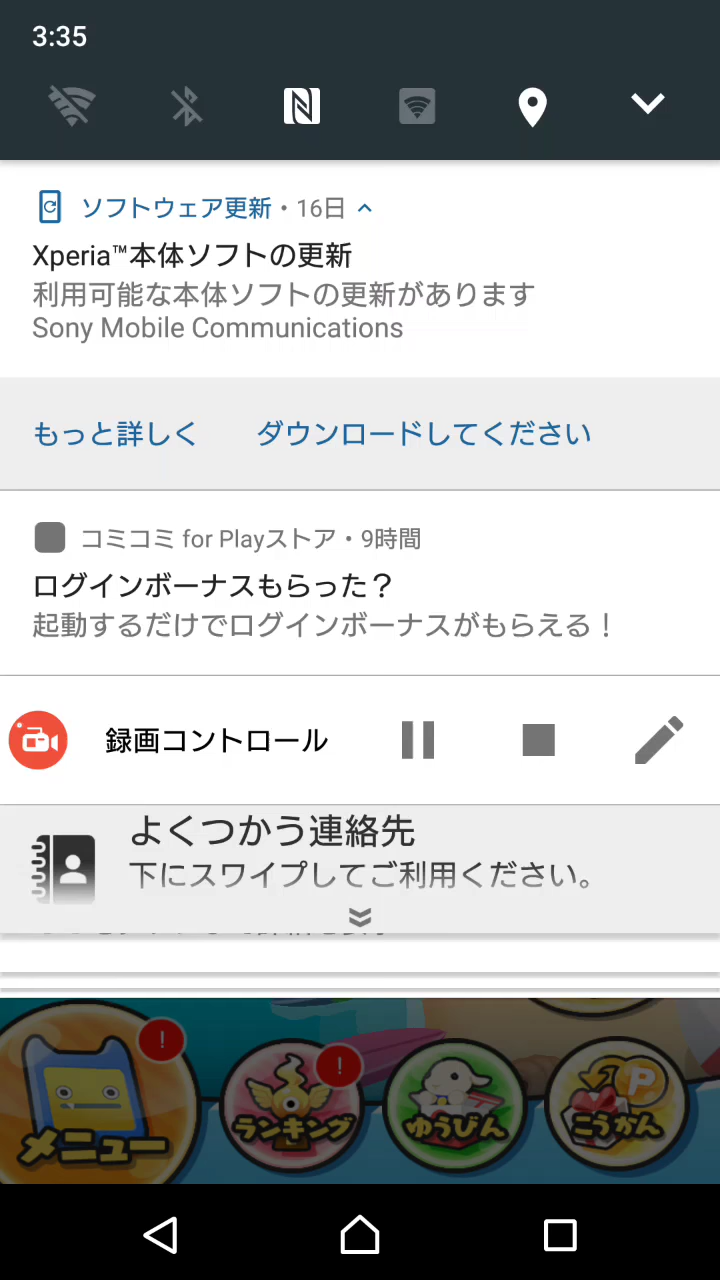 3:35
ソフトウェア更新・16日
Xperia™本体ソフトの更新
利用可能な本体ソフトの更新があります
Sony Mobile Communications
もっと詳しく
ダウンロードしてください
コミコミ for Playストア・9時間
ログインボーナスもらった？
起動するだけでログインボーナスがもらえる！
録画コントロール
よくつかう連絡先
下にスワイプしてご利用ください。
!
!
P
メニュー
ランキング
ゆうびん
こうかん